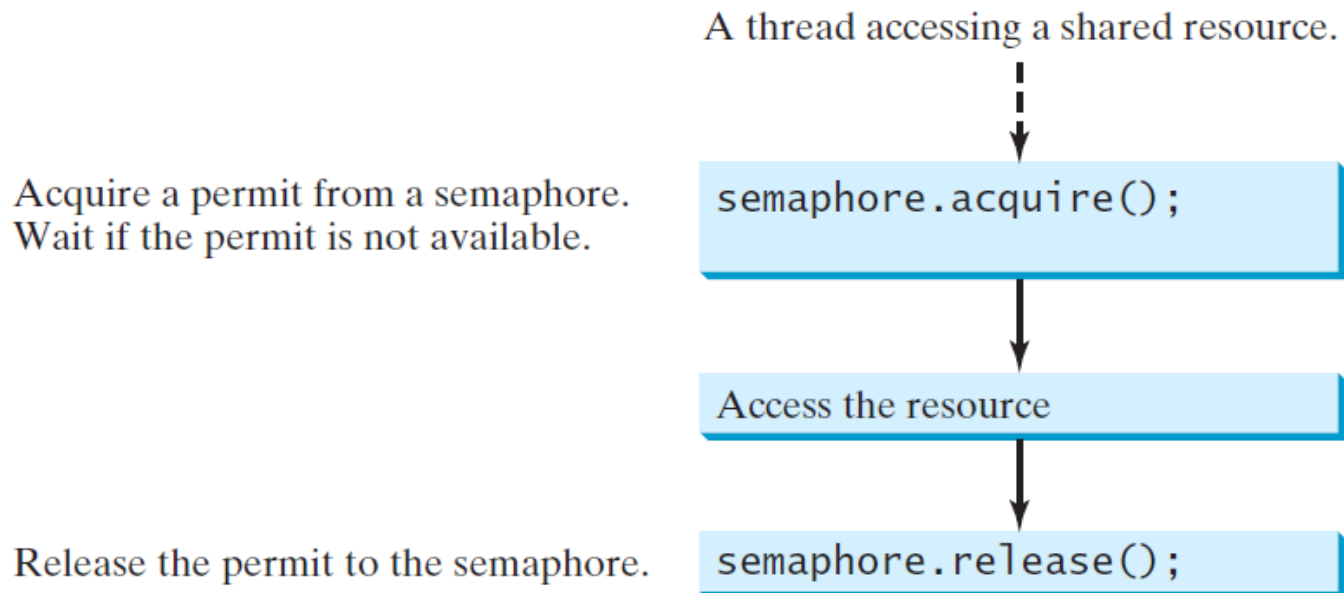 A thread accessing a shared resource.
Acquire a permit from a semaphore.
Wait if the permit is not available.
semaphore.acquire();
Access the resource
Release the permit to the semaphore.
semaphore.release();